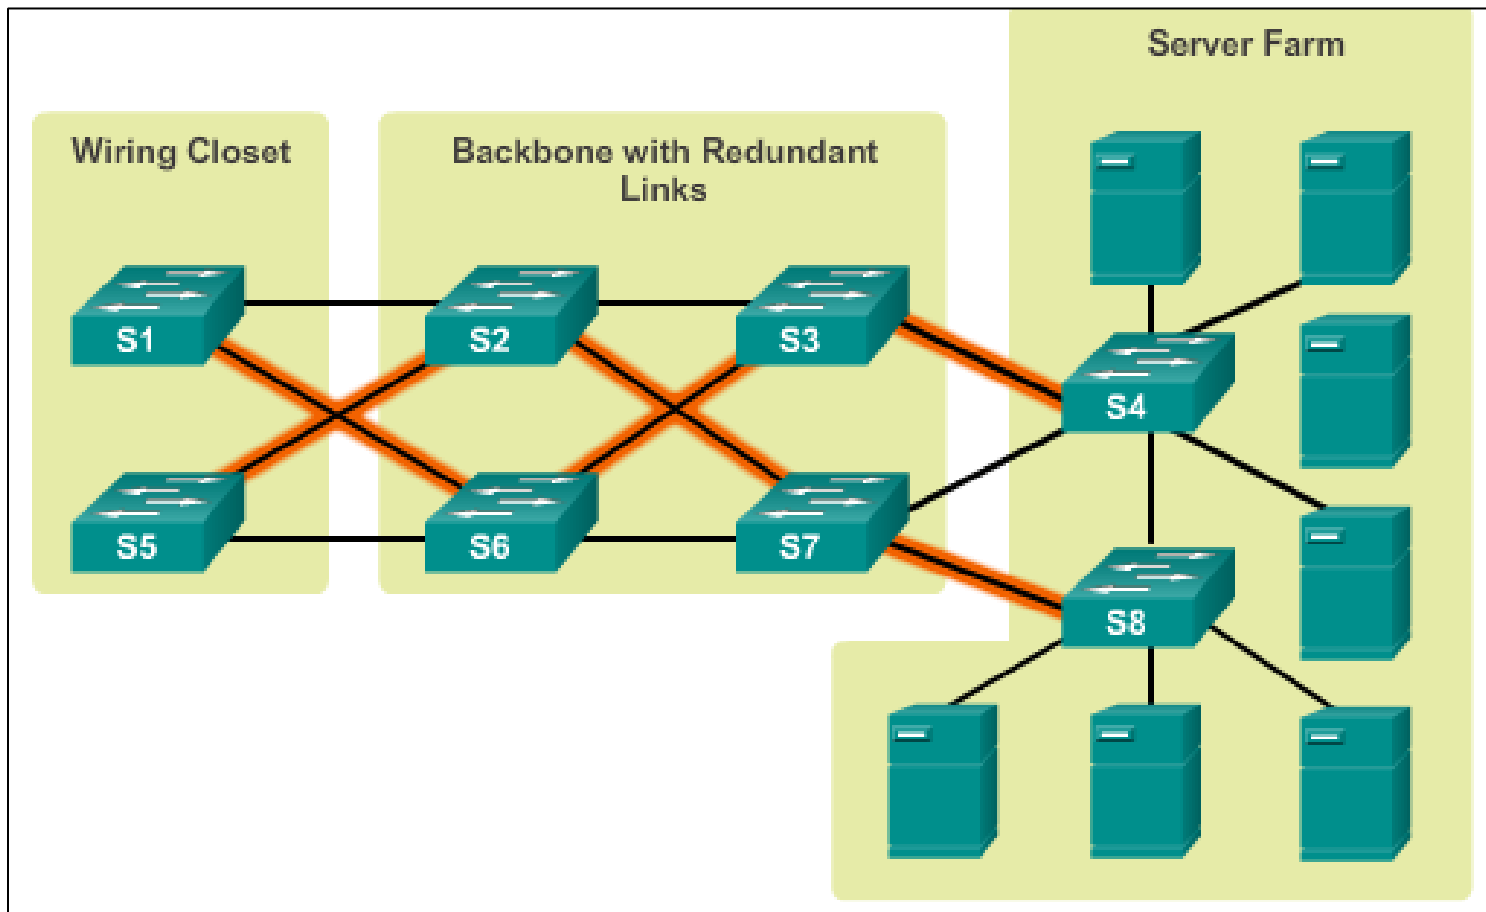 Server Farm
Wiring Closet
Backbone with Redundant
Links
S1
S2
S3
S4
S5
S6
S7
S8